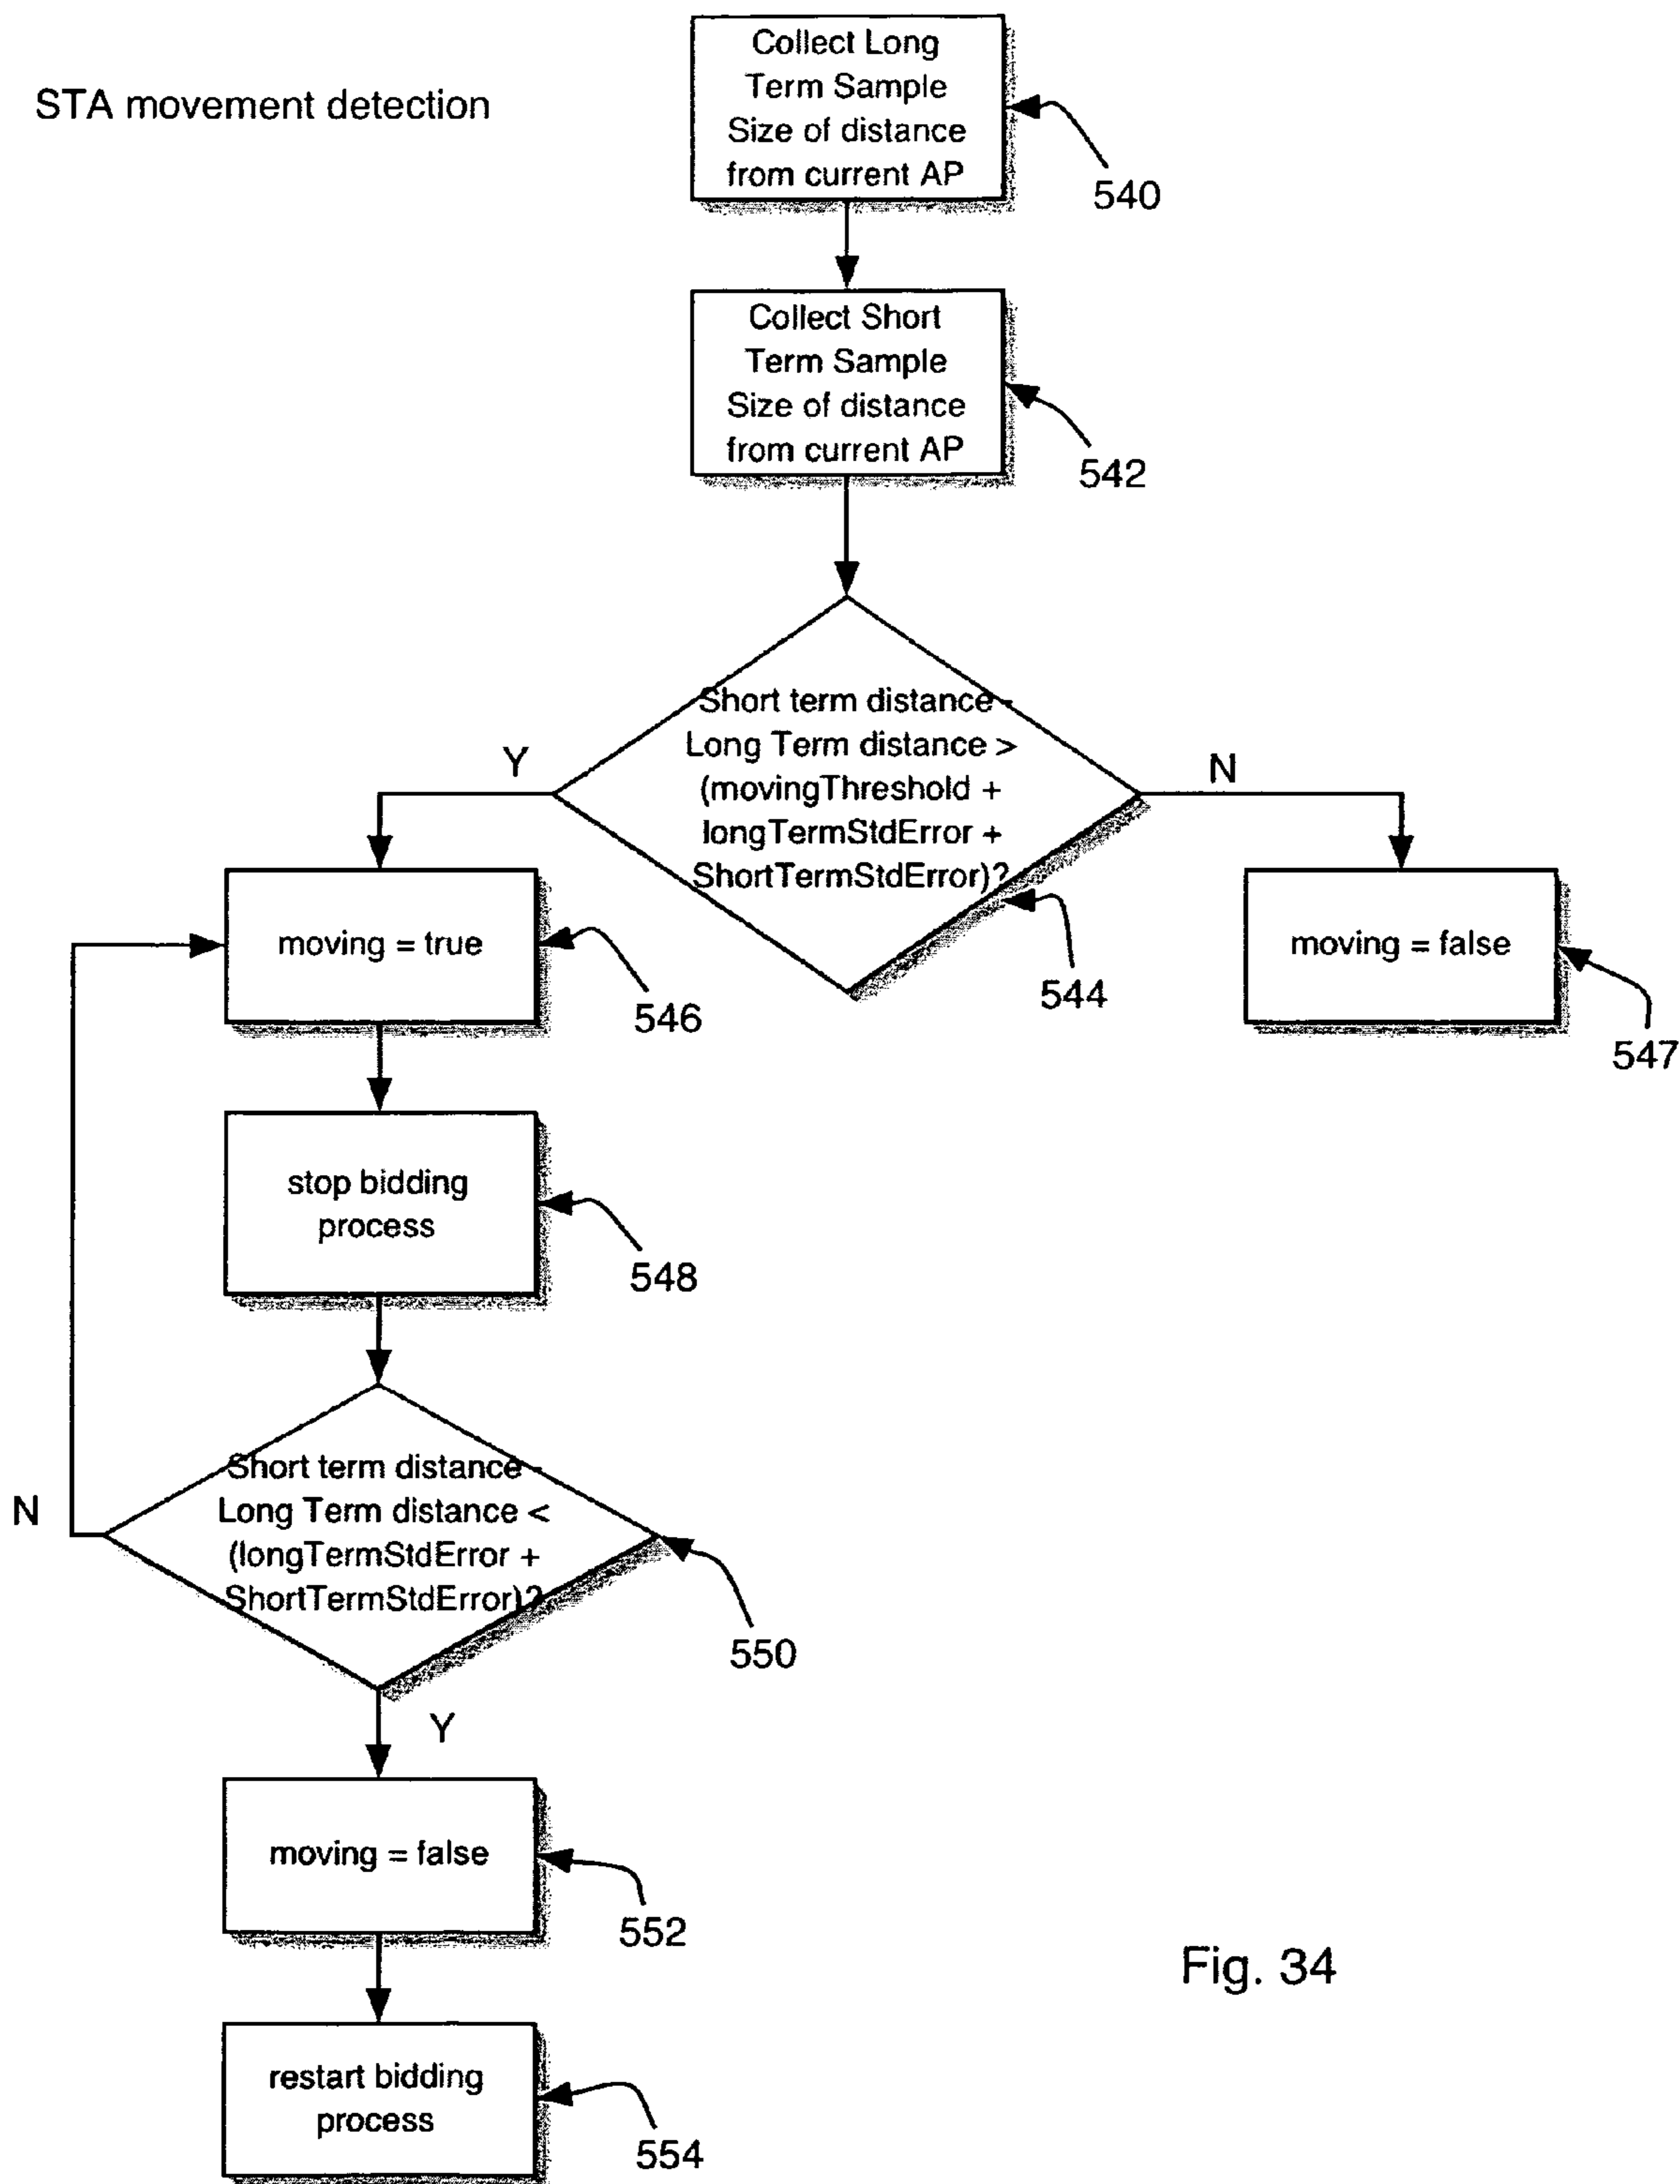 STA movement detection
Collect Long
Term Sample
Size of distance
from current AP
540
Collect Short
Term Sample
Size of distance
from current AP
542
Short term distance -
Long Term distance >
(movingThreshold +
longTermStdError +
ShortTermStdError)?
Y
N
544
moving = true
546
moving = false
547
stop bidding
process
548
Short term distance -
Long Term distance <
(longTermStdError +
ShortTermStdError)?
N
550
Y
moving = false
552
restart bidding
process
554
Fig. 34